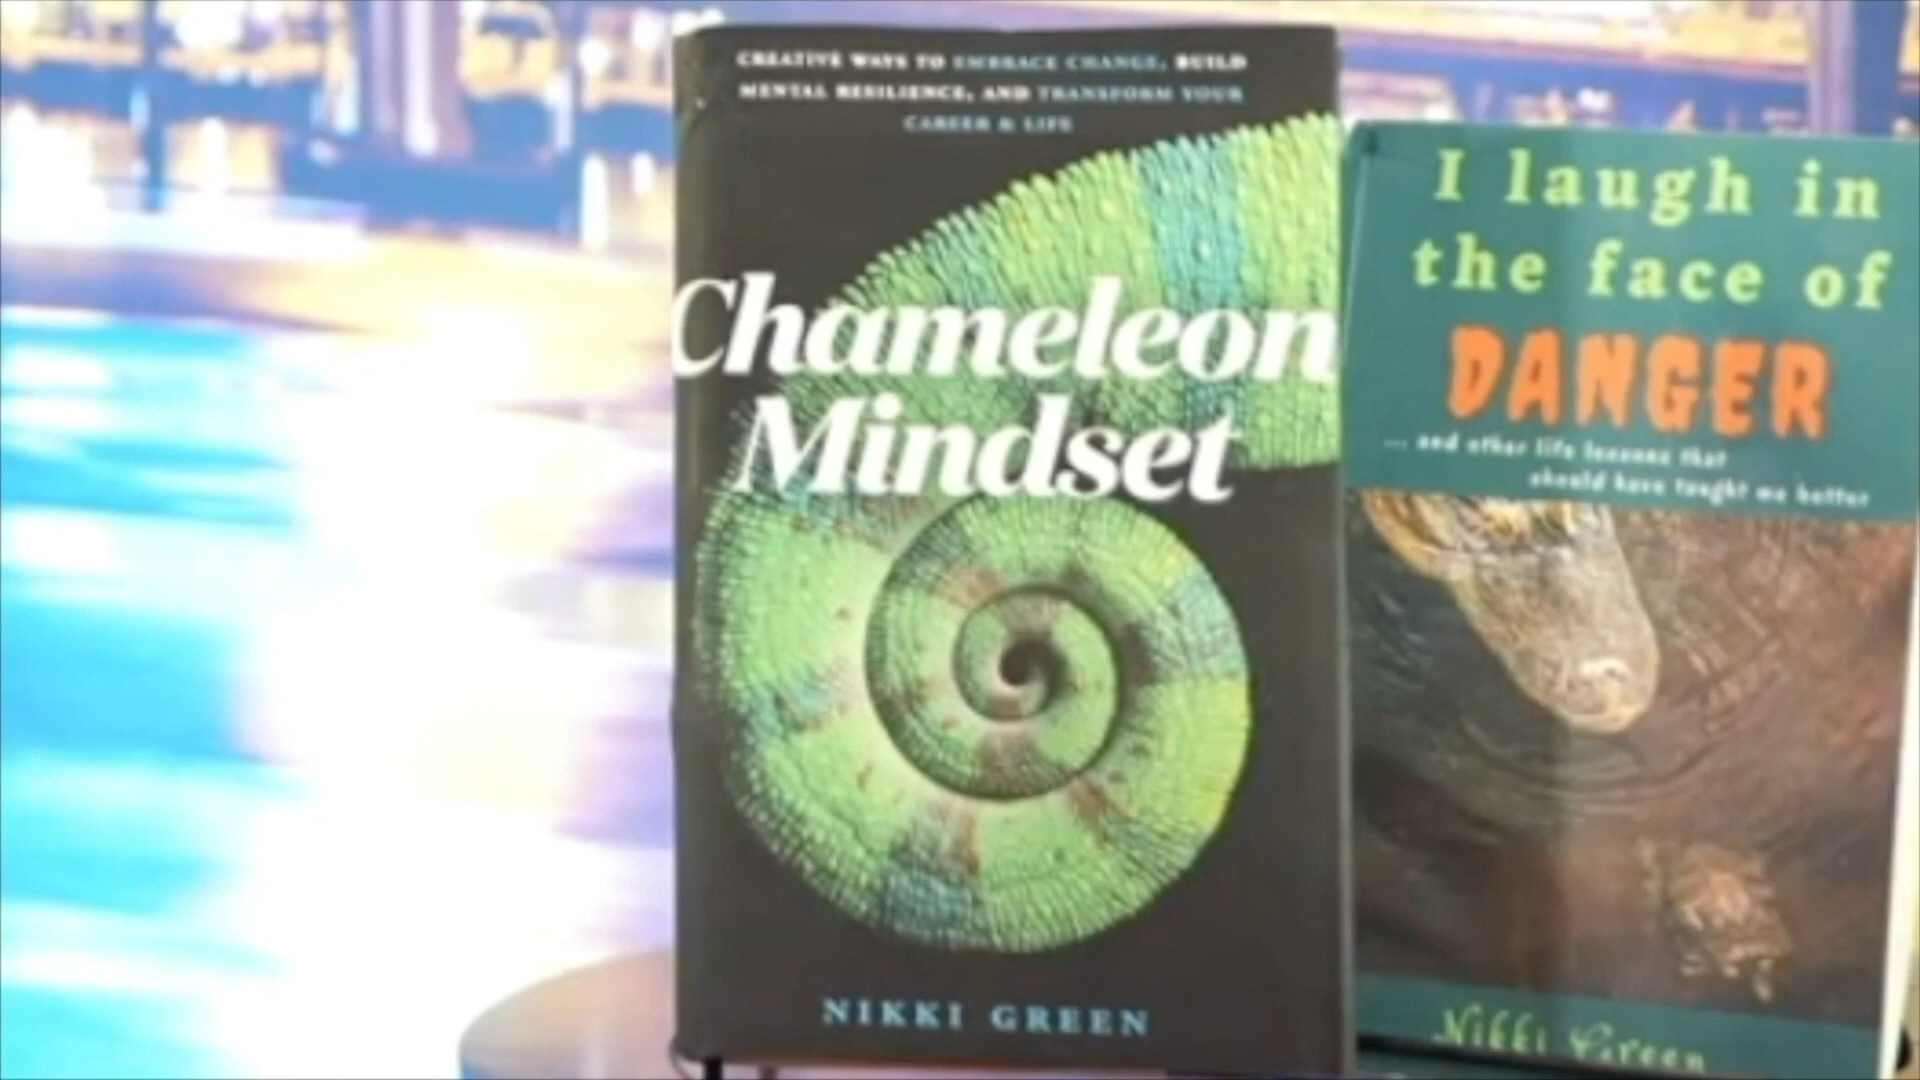 CREATIVE WAYS TO EMBRACE CHANGE, BUILD
MENTAL RESILIENCE, AND TRANSFORM YOUR
CAREER & LIFE
Chameleon
Mindset
NIKKI GREEN
I laugh in
the face of
DANGER
... and other life lessons that
should have taught me better
Nikki Green